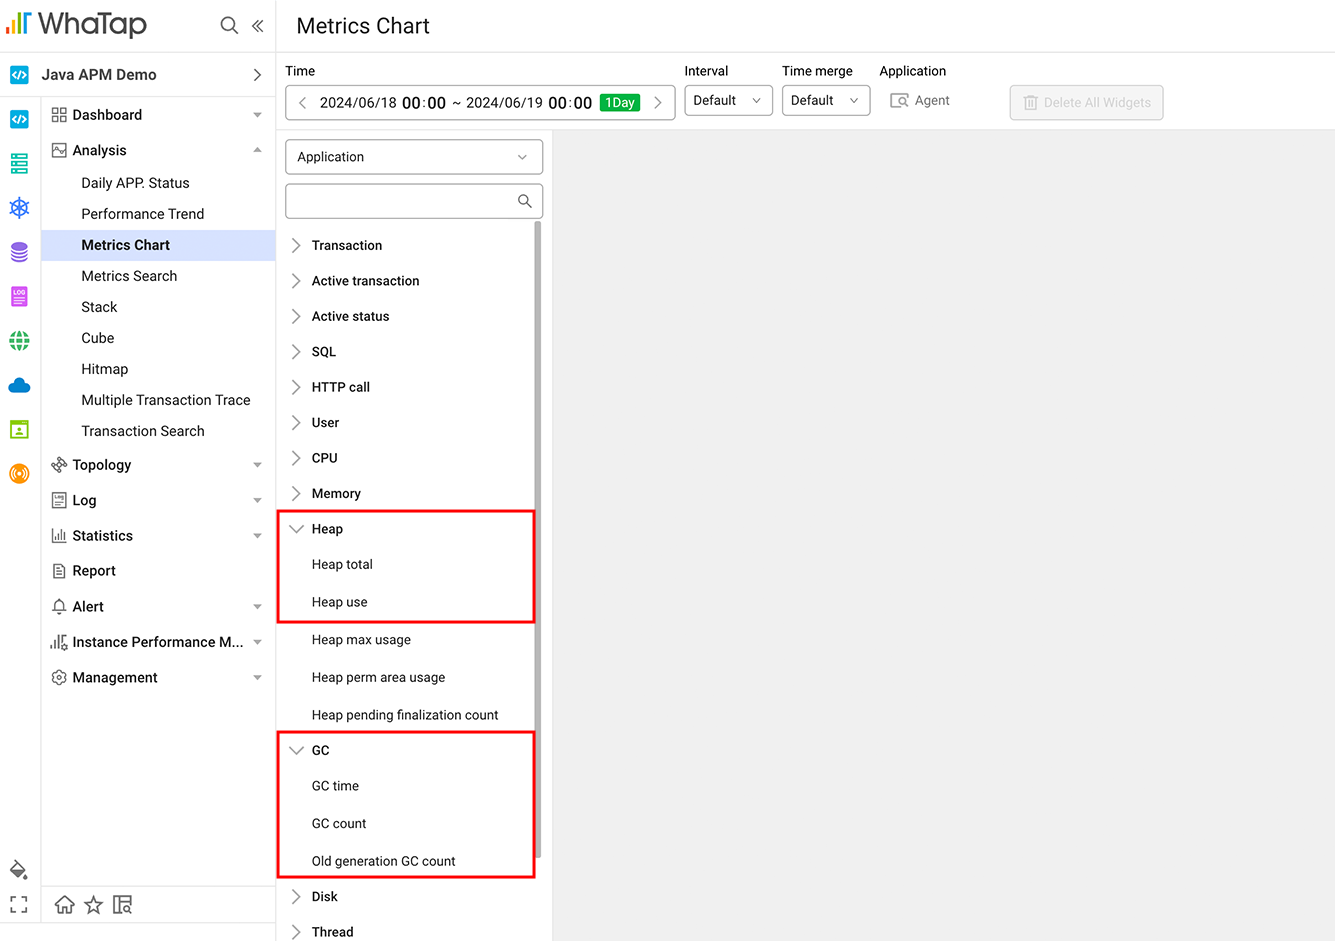 WhaTap
Metrics Chart
Java APM Demo
Time
Interval
Time merge
Application
2024/06/18 00:00 ~ 2024/06/19 00:00 1Day
Default
Default
Agent
Delete All Widgets
Dashboard
Analysis
Daily APP. Status
Performance Trend
Metrics Chart
Metrics Search
Stack
Cube
Hitmap
Multiple Transaction Trace
Transaction Search
Topology
Log
Statistics
Report
Alert
Instance Performance M...
Management
LOG
Application
Transaction
Active transaction
Active status
SQL
HTTP call
User
CPU
Memory
Heap
Heap total
Heap use
Heap max usage
Heap perm area usage
Heap pending finalization count
GC
GC time
GC count
Old generation GC count
Disk
Thread